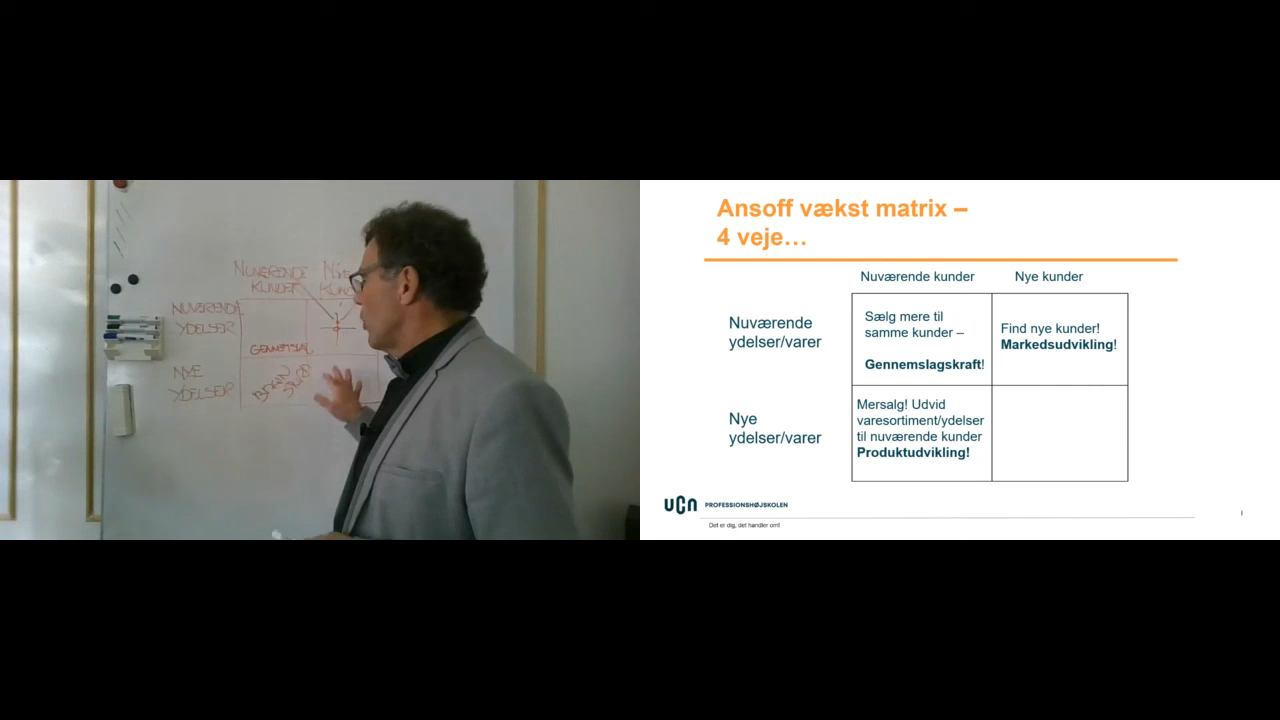 NUVÆRENDE
KUNDER
NUVÆRENDE
YDELSER
NYE
YDELSER
Ansoff vækst matrix –
4 veje…
Nuværende kunder
Nye kunder
Nuværende
ydelser/varer
Sælg mere til
samme kunder –
Gennemslagskraft!
Find nye kunder!
Markedsudvikling!
Nye
ydelser/varer
Mersalg! Udvid
varesortiment/ydelser
til nuværende kunder
Produktudvikling!
UCN PROFESSIONSHØJSKOLEN
Det er dig, det handler om!